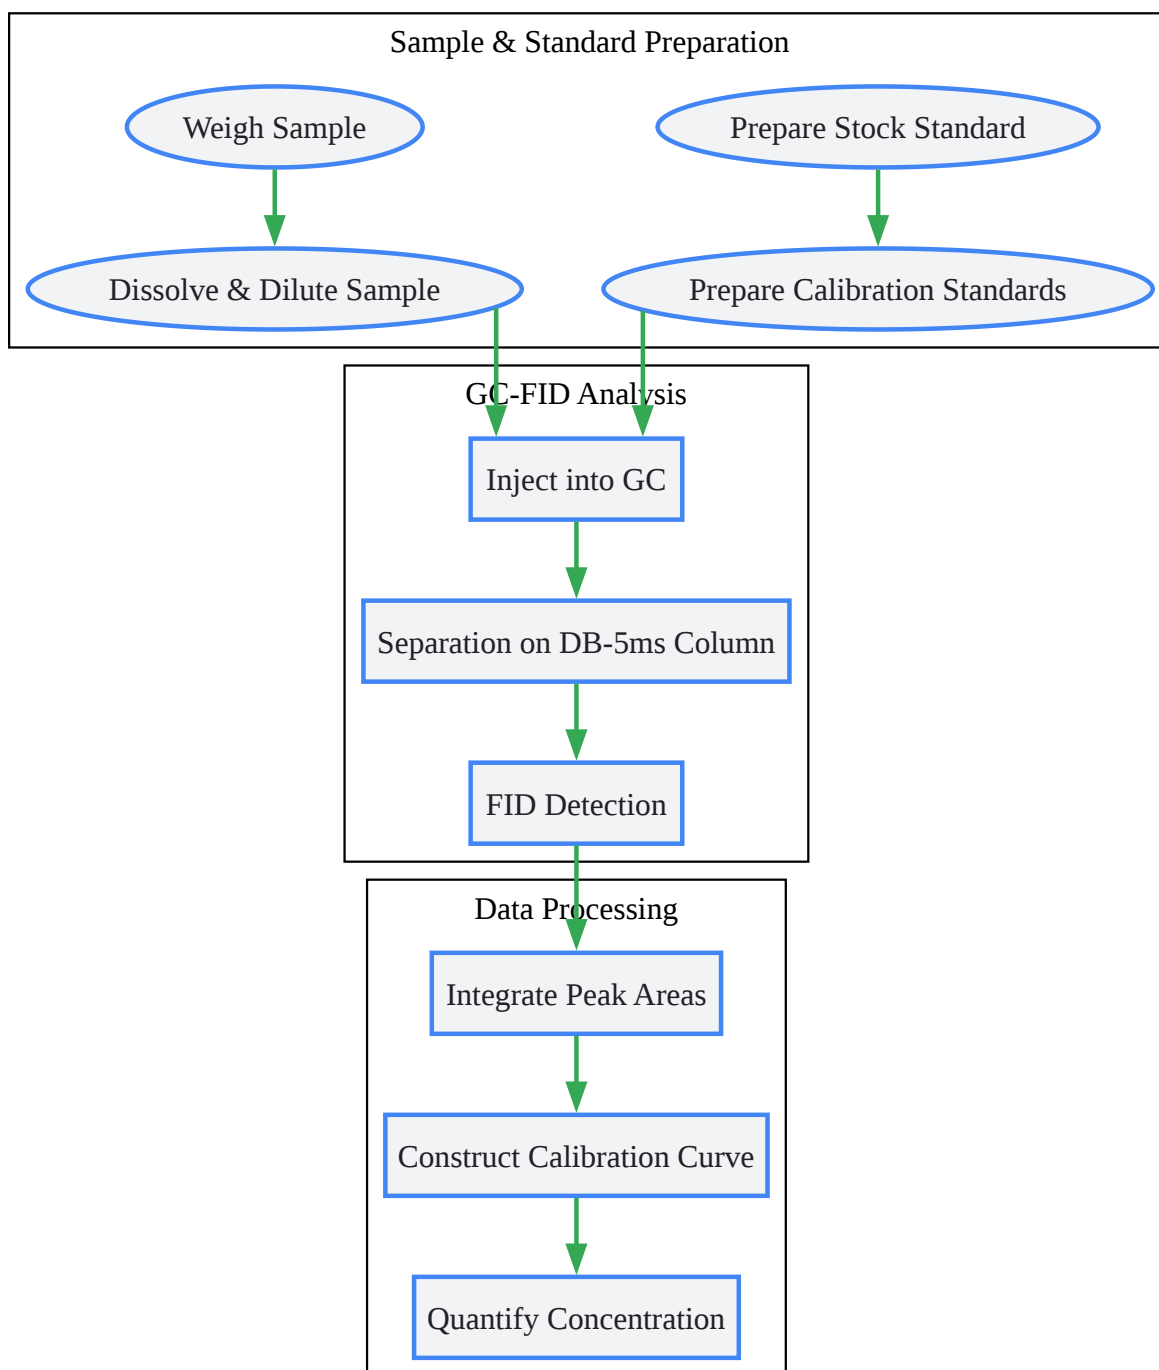 Sample & Standard Preparation
Weigh Sample
Prepare Stock Standard
Dissolve & Dilute Sample
Prepare Calibration Standards
GC-FID Analysis
Inject into GC
Separation on DB-5ms Column
FID Detection
Data Processing
Integrate Peak Areas
Construct Calibration Curve
Quantify Concentration